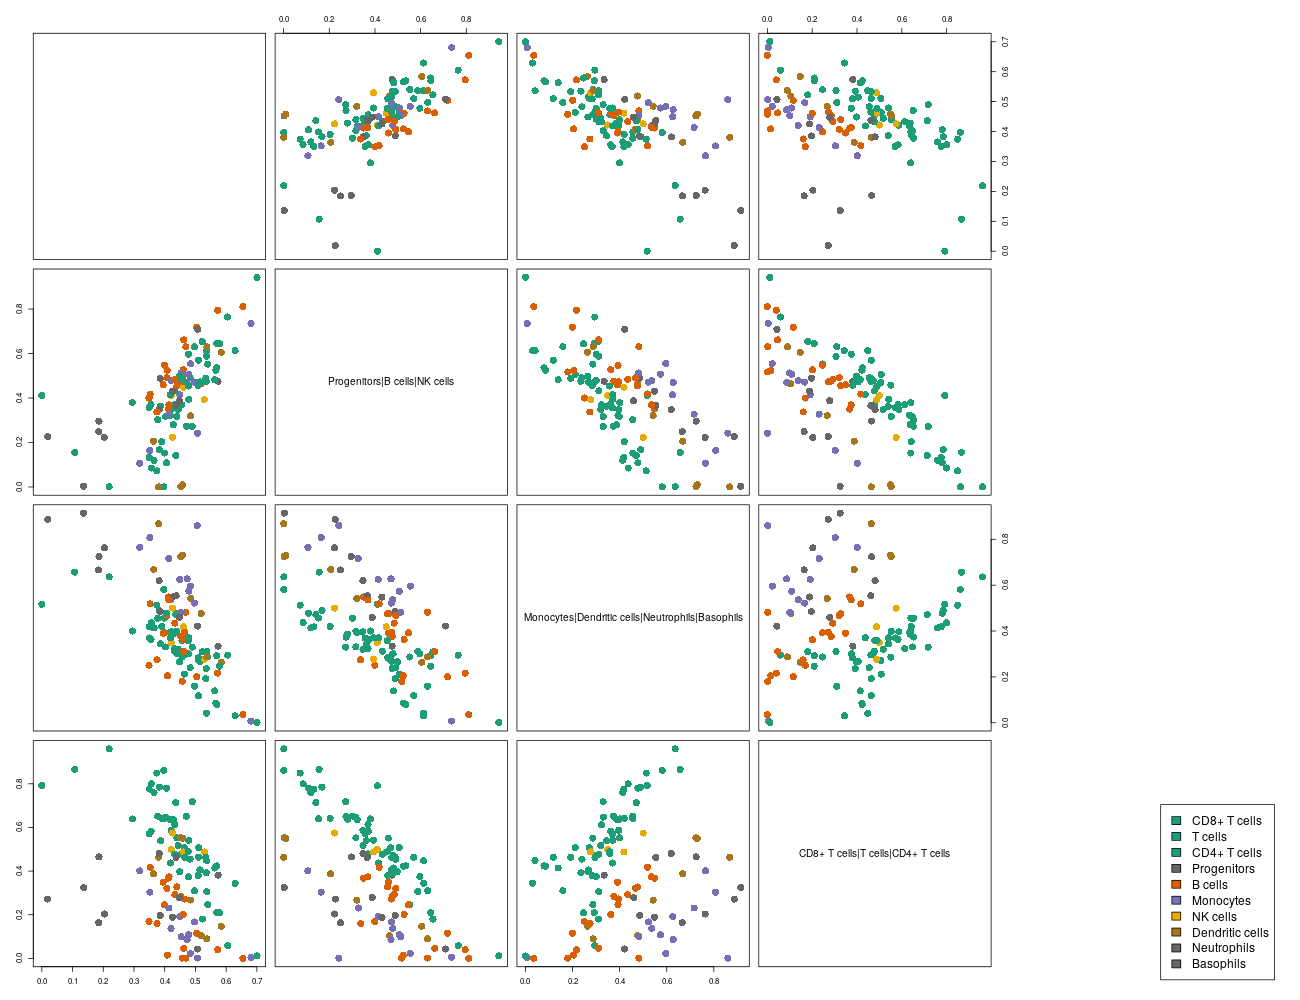 0.0 0.2 0.4 0.6 0.8
0.0 0.2 0.4 0.6 0.8
0.0 0.1 0.2 0.3 0.4 0.5 0.6 0.7
0.0 0.2 0.4 0.6 0.8
Progenitors|B cells|NK cells
Monocytes|Dendritic cells|Neutrophils|Basophils
0.0 0.2 0.4 0.6 0.8
0.0 0.2 0.4 0.6 0.8
CD8+ T cells|T cells|CD4+ T cells
0.0 0.1 0.2 0.3 0.4 0.5 0.6 0.7
0.0 0.2 0.4 0.6 0.8
CD8+ T cells
T cells
CD4+ T cells
Progenitors
B cells
Monocytes
NK cells
Dendritic cells
Neutrophils
Basophils